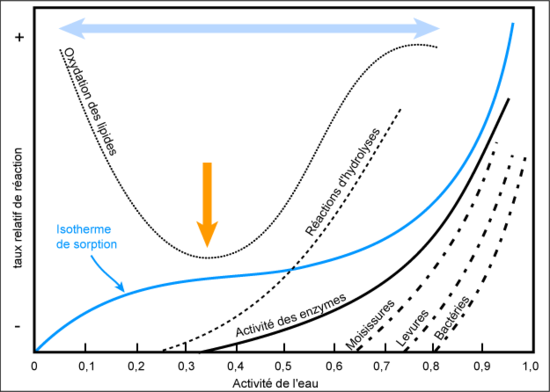 +
taux relatif de réaction
-
Oxydation des lipides
Réactions d'hydrolyses
Isotherme
de sorption
Activité des enzymes
Moisissures
Levures
Bactéries
0 0,1 0,2 0,3 0,4 0,5 0,6 0,7 0,8 0,9 1,0
Activité de l'eau